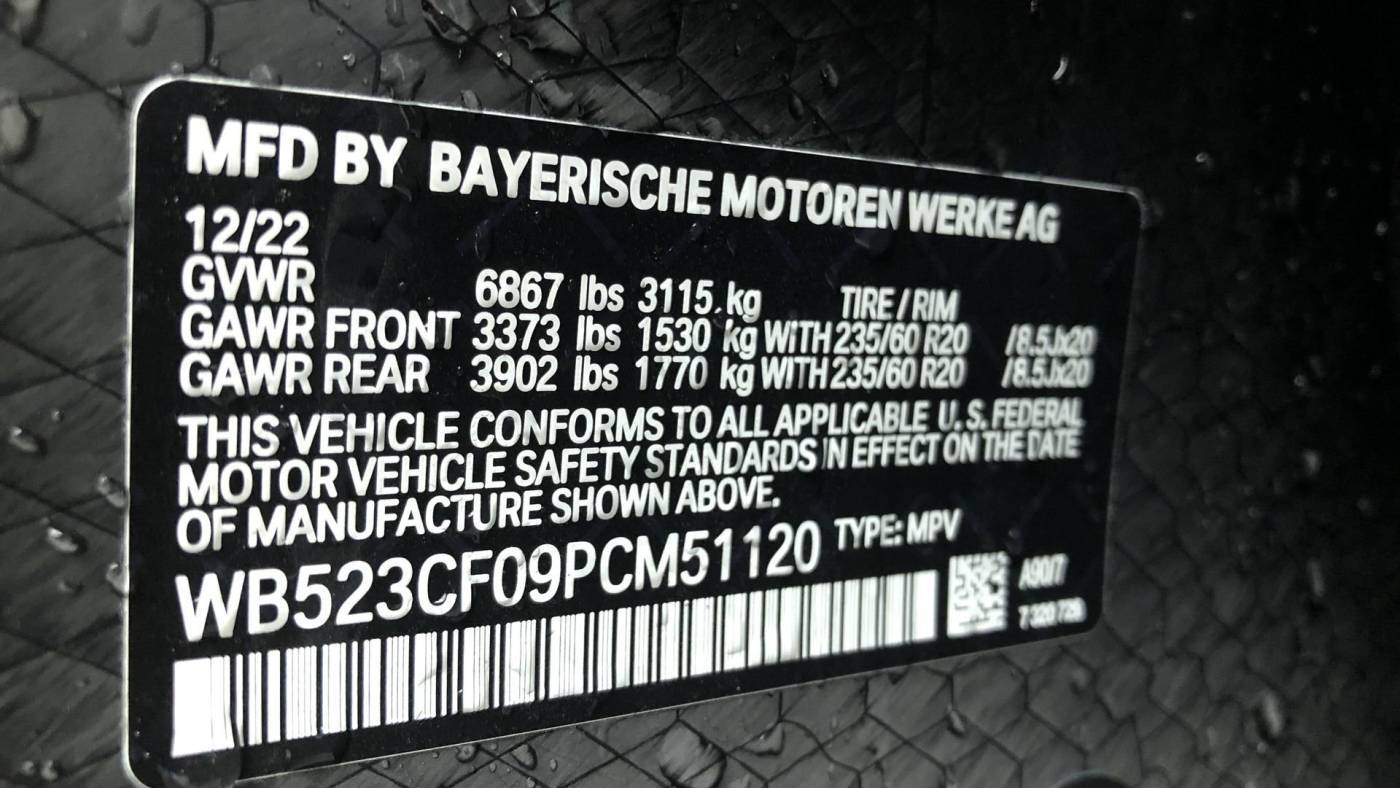 MFD BY BAYERISCHE MOTOREN WERKE AG
12/22
GVWR 6867 lbs 3115 kg TIRE / RIM
GAWR FRONT 3373 lbs 1530 kg WITH 235/60 R20 /8.5Jx20
GAWR REAR 3902 lbs 1770 kg WITH 235/60 R20 /8.5Jx20
THIS VEHICLE CONFORMS TO ALL APPLICABLE U.S. FEDERAL
MOTOR VEHICLE SAFETY STANDARDS IN EFFECT ON THE DATE
OF MANUFACTURE SHOWN ABOVE.
WB523CF09PCM51120 TYPE: MPV
A90/7